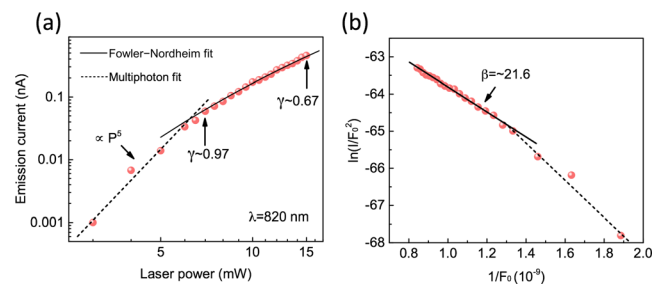 (a)
Fowler−Nordheim fit
Multiphoton fit
∝ P⁵
γ~0.97
γ~0.67
λ=820 nm
Emission current (nA)
0.1
0.01
0.001
5
10
15
Laser power (mW)
(b)
β=~21.6
ln(I/F₀²)
-63
-64
-65
-66
-67
-68
0.8
1.0
1.2
1.4
1.6
1.8
2.0
1/F₀ (10⁻⁹)